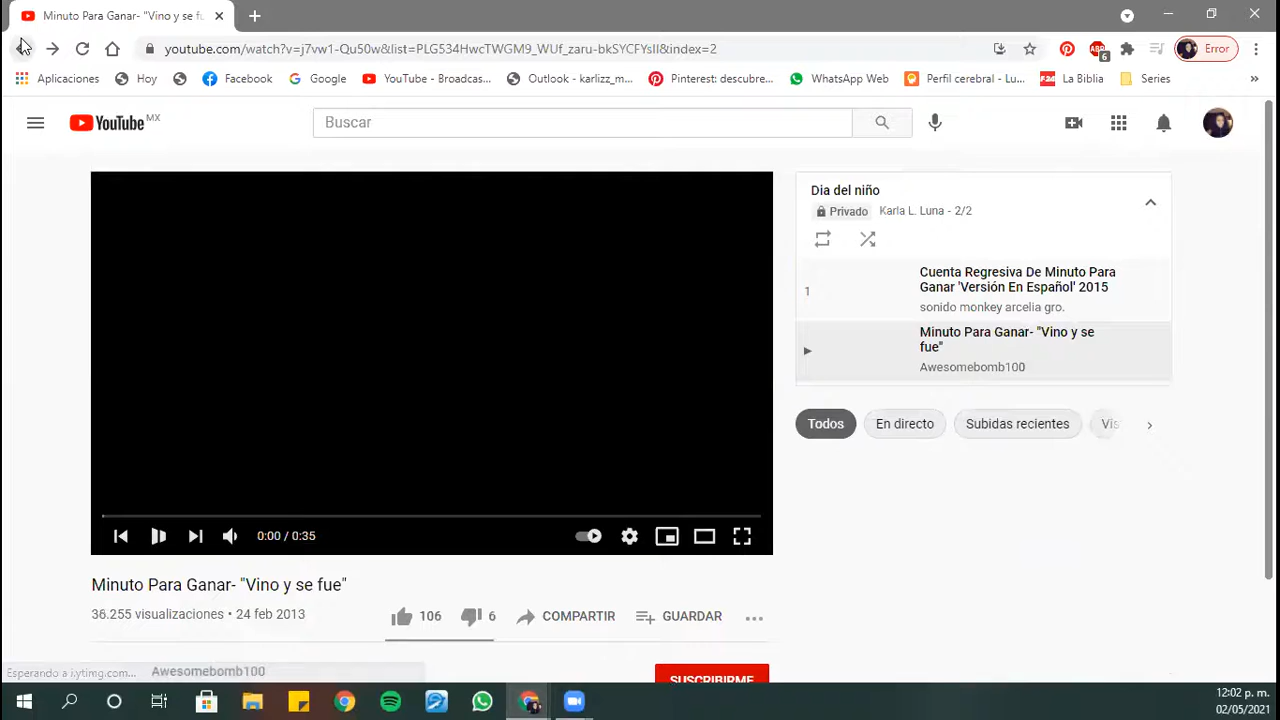 Minuto Para Ganar- "Vino y se fu
youtube.com/watch?v=j7vw1-Qu50w&list=PLG534HwcTWGM9_WUf_zaru-bkSYCFYslI&index=2
ABP
6
Error
Aplicaciones
Hoy
Facebook
Google
YouTube - Broadcas...
Outlook - karlizz_m...
Pinterest: descubre...
WhatsApp Web
Perfil cerebral - Lu...
La Biblia
Series
YouTube MX
Buscar
Dia del niño
Privado Karla L. Luna - 2/2
1
Cuenta Regresiva De Minuto Para
Ganar 'Versión En Español' 2015
sonido monkey arcelia gro.
Minuto Para Ganar- "Vino y se
fue"
Awesomebomb100
Todos
En directo
Subidas recientes
Vis
0:00 / 0:35
Minuto Para Ganar- "Vino y se fue"
36.255 visualizaciones • 24 feb 2013
106
6
COMPARTIR
GUARDAR
Esperando a i.ytimg.com...
Awesomebomb100
SUSCRIBIRME
12:02 p. m.
02/05/2021